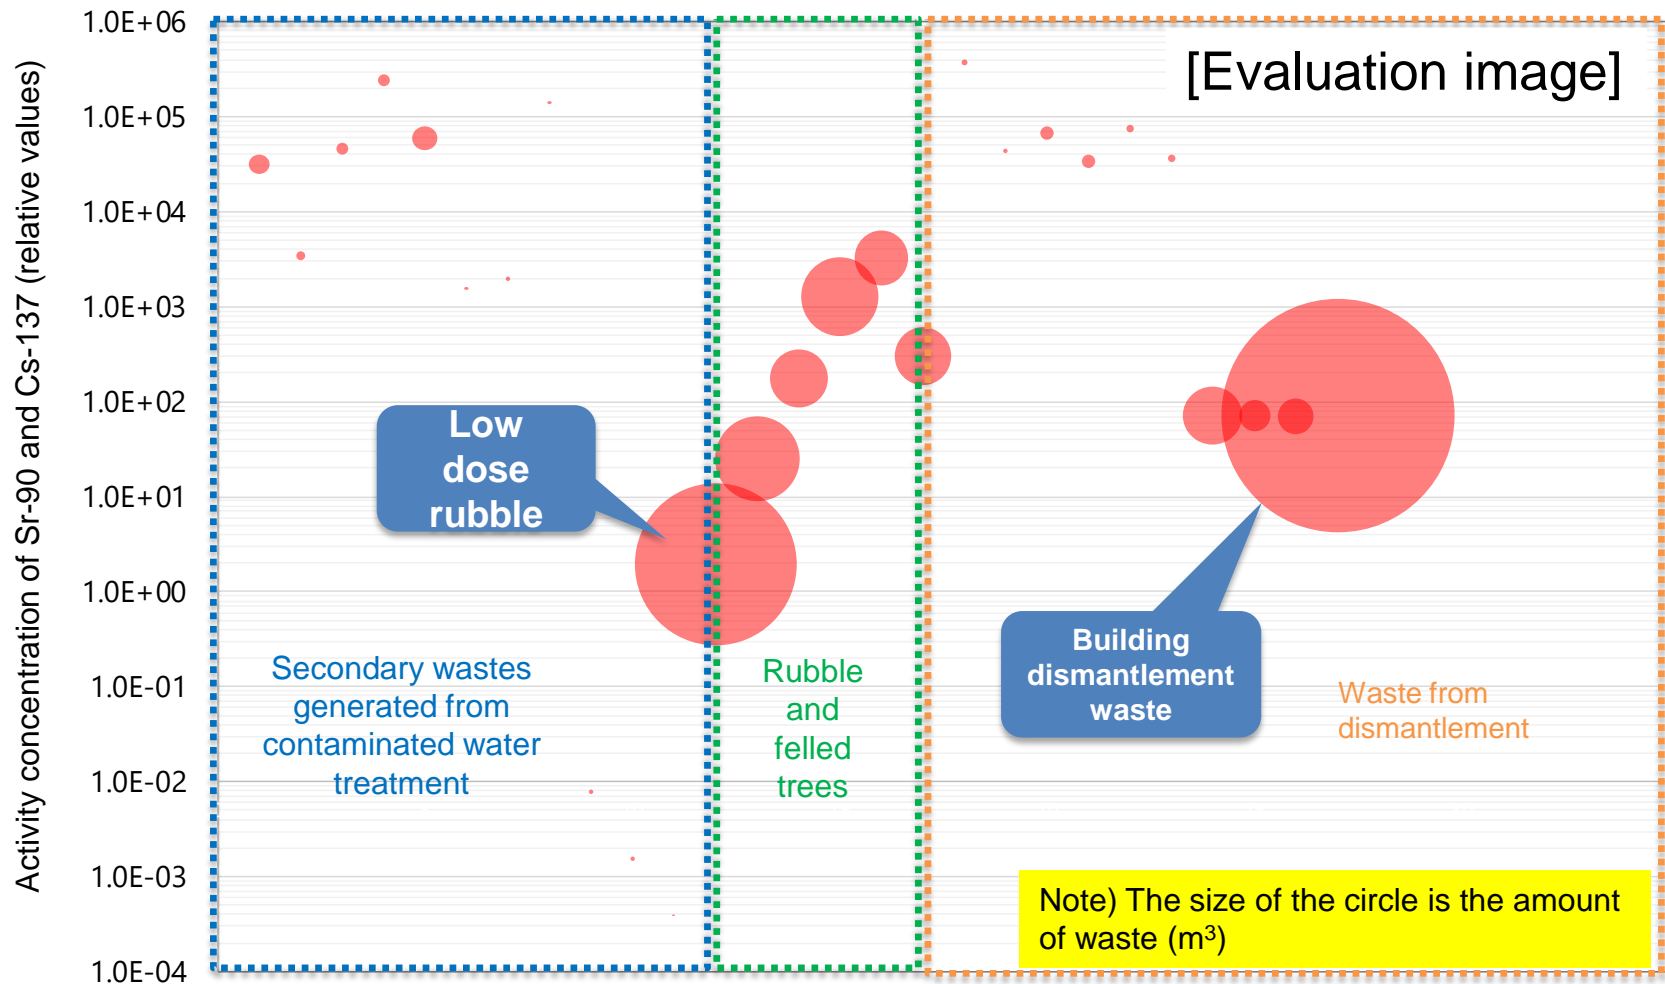 Activity concentration of Sr-90 and Cs-137 (relative values)
1.0E+06
1.0E+05
1.0E+04
1.0E+03
1.0E+02
1.0E+01
1.0E+00
1.0E-01
1.0E-02
1.0E-03
1.0E-04
[Evaluation image]
Low
dose
rubble
Secondary wastes
generated from
contaminated water
treatment
Rubble
and
felled
trees
Building
dismantlement
waste
Waste from
dismantlement
Note) The size of the circle is the amount
of waste (m³)